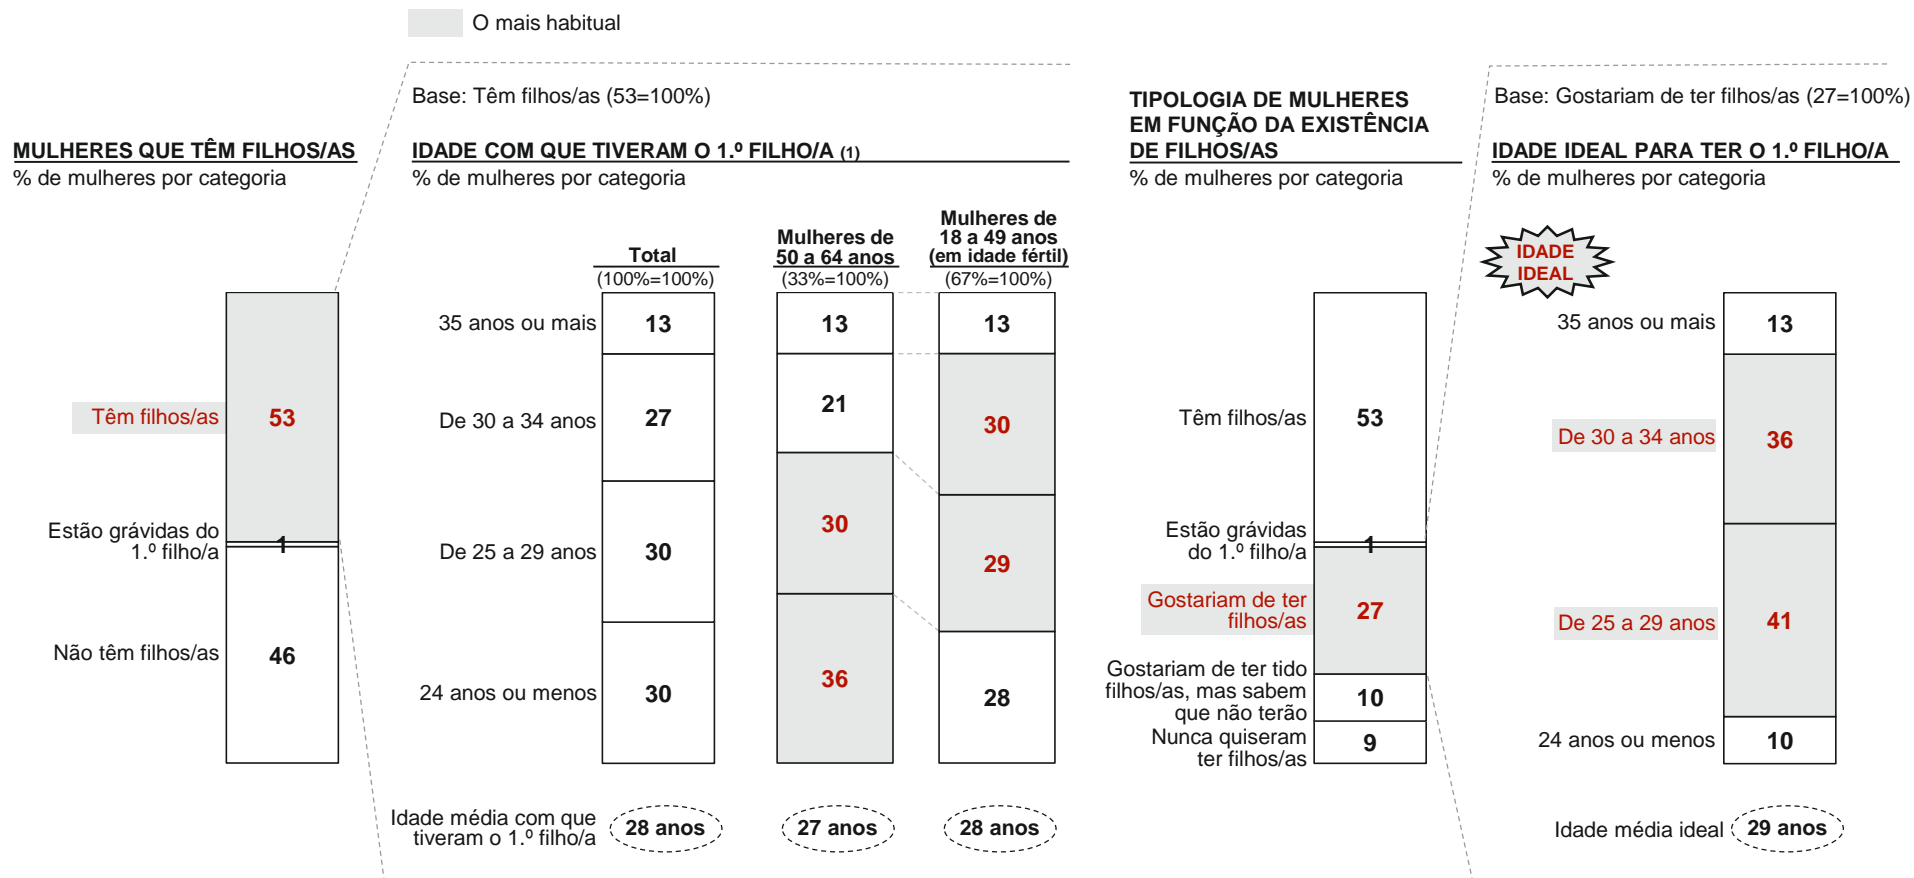 O mais habitual
MULHERES QUE TÊM FILHOS/AS
% de mulheres por categoria
Têm filhos/as
53
Estão grávidas do
1.º filho/a
1
Não têm filhos/as
46
Base: Têm filhos/as (53=100%)
IDADE COM QUE TIVERAM O 1.º FILHO/A (1)
% de mulheres por categoria
Total
(100%=100%)
Mulheres de
50 a 64 anos
(33%=100%)
Mulheres de
18 a 49 anos
(em idade fértil)
(67%=100%)
35 anos ou mais
13
13
13
De 30 a 34 anos
27
21
30
De 25 a 29 anos
30
30
29
24 anos ou menos
30
36
28
Idade média com que
tiveram o 1.º filho/a
28 anos
27 anos
28 anos
TIPOLOGIA DE MULHERES
EM FUNÇÃO DA EXISTÊNCIA
DE FILHOS/AS
% de mulheres por categoria
Têm filhos/as
53
Estão grávidas
do 1.º filho/a
1
Gostariam de ter
filhos/as
27
Gostariam de ter tido
filhos/as, mas sabem
que não terão
10
Nunca quiseram
ter filhos/as
9
Base: Gostariam de ter filhos/as (27=100%)
IDADE IDEAL PARA TER O 1.º FILHO/A
% de mulheres por categoria
IDADE
IDEAL
35 anos ou mais
13
De 30 a 34 anos
36
De 25 a 29 anos
41
24 anos ou menos
10
Idade média ideal
29 anos